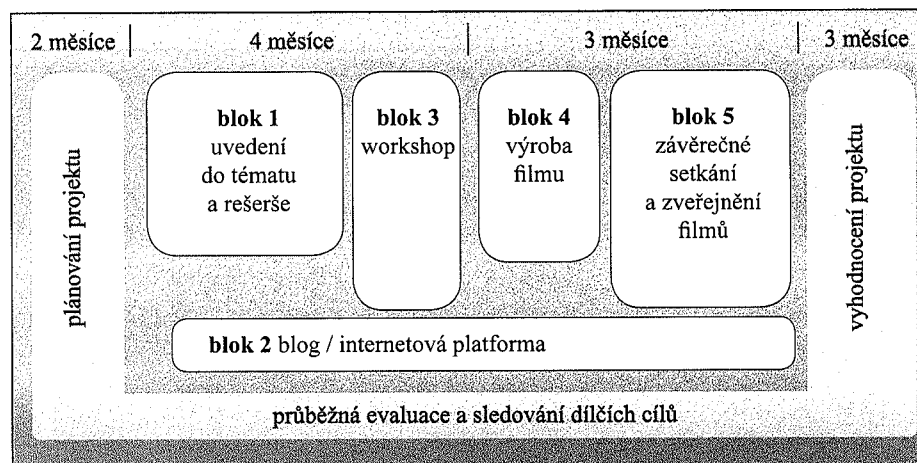 2 měsíce | 4 měsíce | 3 měsíce | 3 měsíce
plánování projektu
blok 1
uvedení
do tématu
a rešerše
blok 3
workshop
blok 4
výroba
filmu
blok 5
závěrečné
setkání
a zveřejnění
filmů
vyhodnocení projektu
blok 2 blog / internetová platforma
průběžná evaluace a sledování dílčích cílů